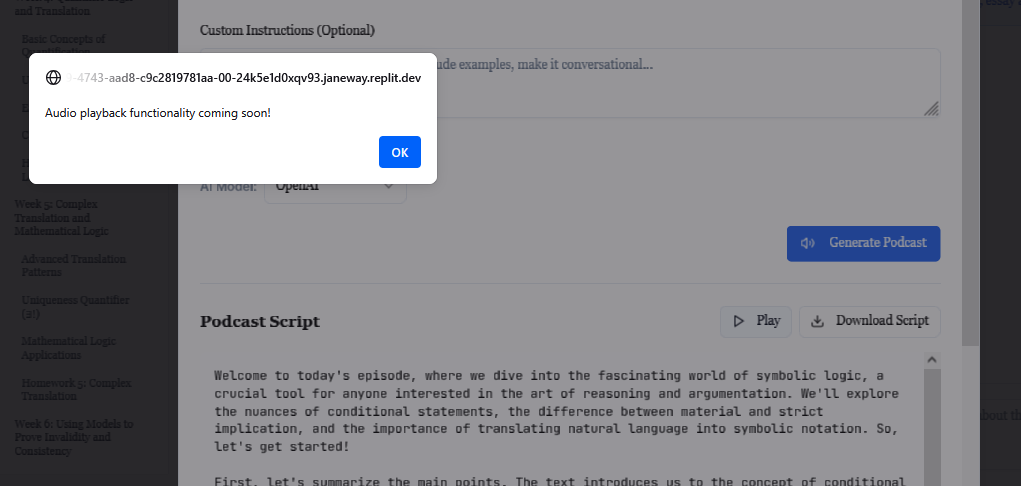 and Translation
Basic Concepts of
Custom Instructions (Optional)
examples, make it conversational...
-4743-aad8-c9c2819781aa-00-24k5e1d0xqv93.janeway.replit.dev
Audio playback functionality coming soon!
OK
AI Model:
OpenAI
Week 5: Complex
Translation and
Mathematical Logic
Advanced Translation
Patterns
Uniqueness Quantifier
(∃!)
Mathematical Logic
Applications
Homework 5: Complex
Translation
Week 6: Using Models to
Prove Invalidity and
Consistency
Generate Podcast
Podcast Script
Play
Download Script
Welcome to today's episode, where we dive into the fascinating world of symbolic logic, a
crucial tool for anyone interested in the art of reasoning and argumentation. We'll explore
the nuances of conditional statements, the difference between material and strict
implication, and the importance of translating natural language into symbolic notation. So,
let's get started!
First, let's summarize the main points. The text introduces us to the concept of conditional